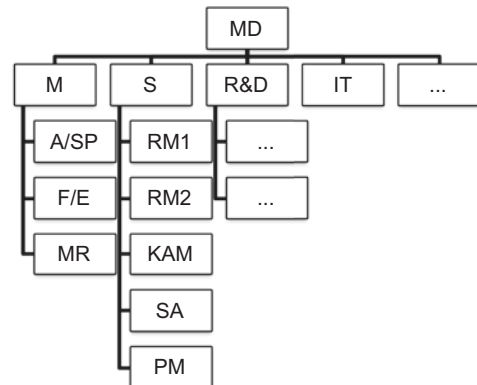 MD
M
S
R&D
IT
...
A/SP
RM1
...
F/E
RM2
...
MR
KAM
SA
PM